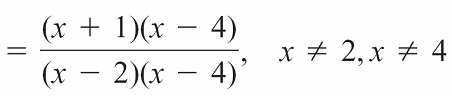 = (x + 1)(x − 4) / (x − 2)(x − 4), x ≠ 2, x ≠ 4